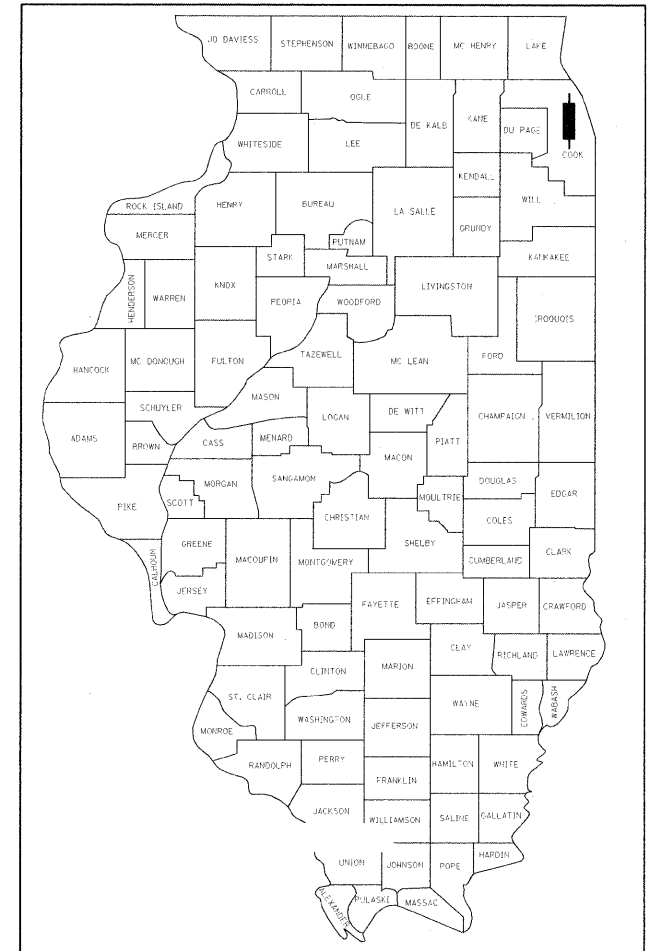 JO DAVIESS
STEPHENSON
WINNEBAGO
BOONE
MC HENRY
LAKE
CARROLL
OGLE
DE KALB
KANE
DU PAGE
COOK
WHITESIDE
LEE
KENDALL
WILL
ROCK ISLAND
HENRY
BUREAU
LA SALLE
GRUNDY
MERCER
PUTNAM
STARK
MARSHALL
KANKAKEE
HENDERSON
WARREN
KNOX
PEORIA
WOODFORD
LIVINGSTON
IROQUOIS
HANCOCK
MC DONOUGH
FULTON
TAZEWELL
MC LEAN
FORD
SCHUYLER
MASON
LOGAN
DE WITT
CHAMPAIGN
VERMILION
ADAMS
BROWN
CASS
MENARD
MACON
PIATT
PIKE
SCOTT
MORGAN
SANGAMON
CHRISTIAN
MOULTRIE
DOUGLAS
EDGAR
COLES
CALHOUN
GREENE
MACOUPIN
MONTGOMERY
SHELBY
CUMBERLAND
CLARK
JERSEY
FAYETTE
EFFINGHAM
JASPER
CRAWFORD
MADISON
BOND
CLAY
RICHLAND
LAWRENCE
CLINTON
MARION
ST. CLAIR
WAYNE
EDWARDS
WABASH
MONROE
WASHINGTON
JEFFERSON
RANDOLPH
PERRY
HAMILTON
WHITE
FRANKLIN
JACKSON
WILLIAMSON
SALINE
GALLATIN
UNION
JOHNSON
POPE
HARDIN
ALEXANDER
PULASKI
MASSAC